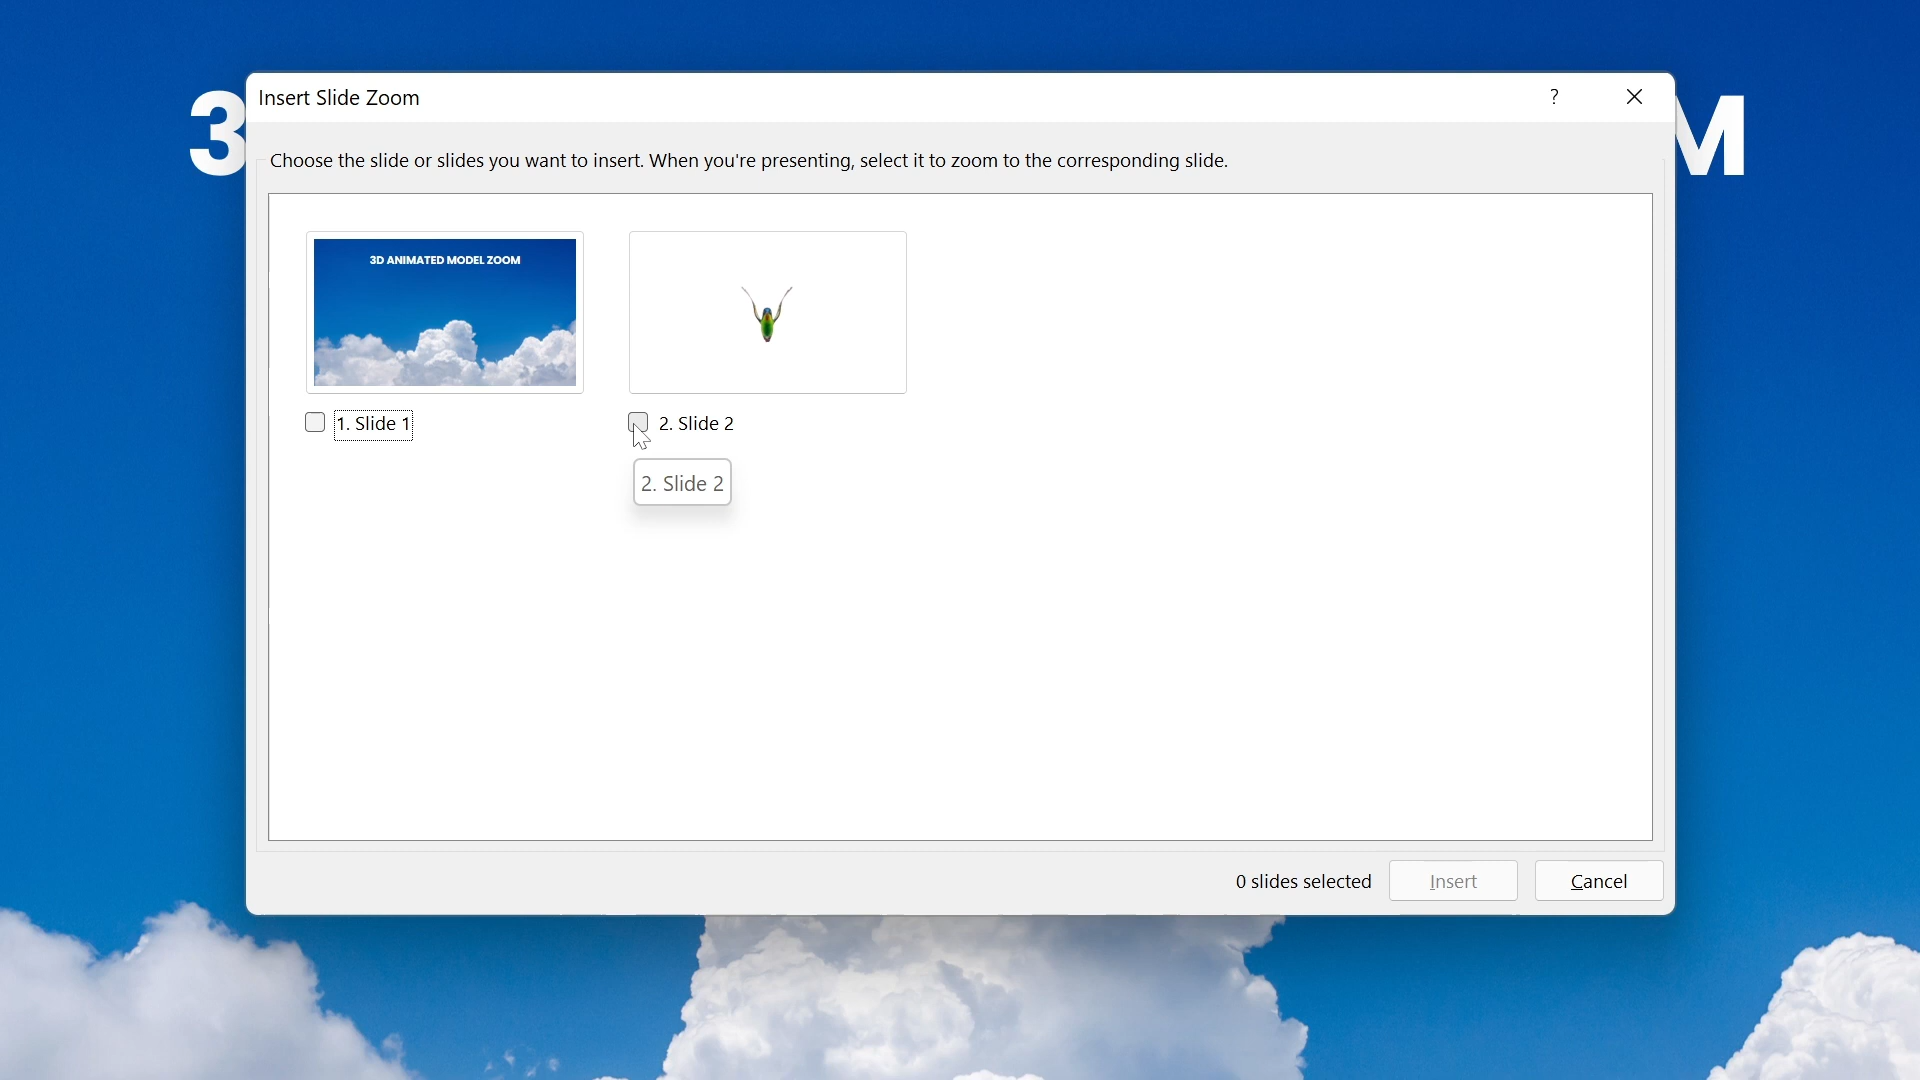 Insert Slide Zoom
?
3
M
Choose the slide or slides you want to insert. When you're presenting, select it to zoom to the corresponding slide.
3D ANIMATED MODEL ZOOM
1. Slide 1
2. Slide 2
2. Slide 2
0 slides selected
Insert
Cancel